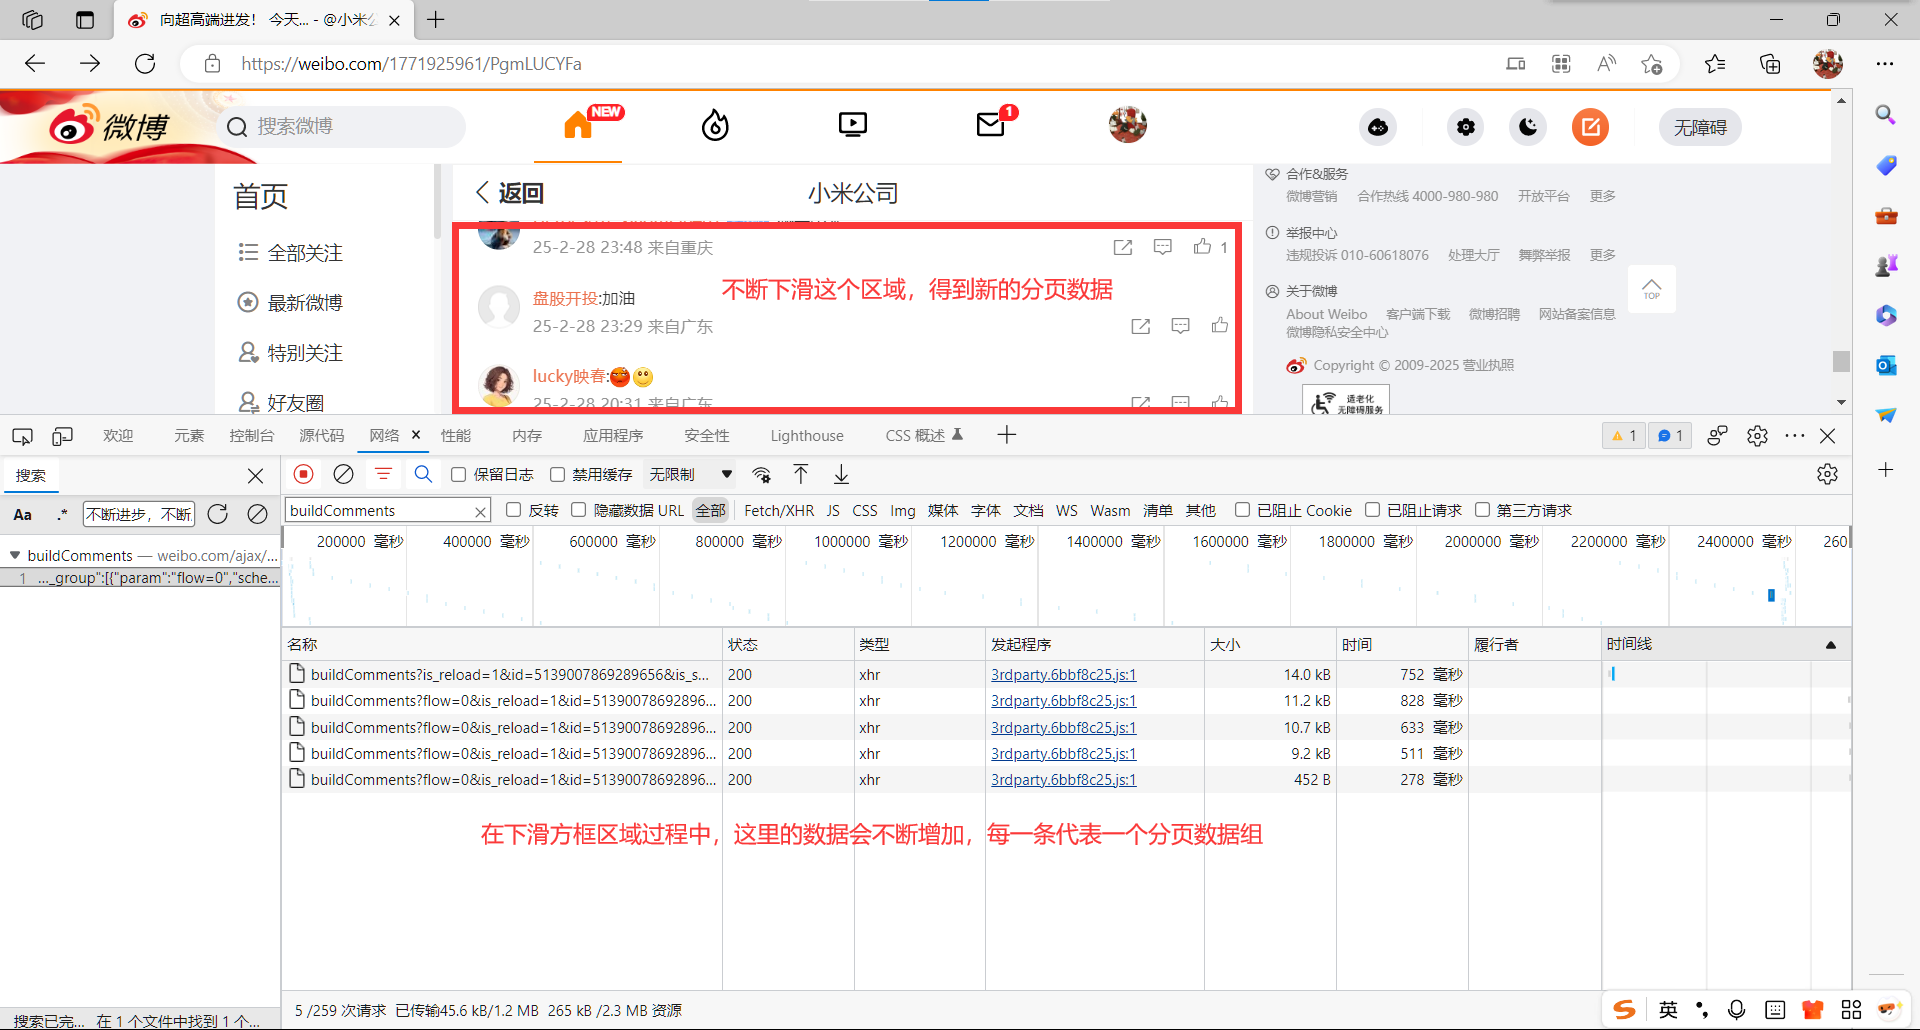 向超高端进发！ 今天... - @小米公
https://weibo.com/1771925961/PgmLUCYFa
微博
搜索微博
NEW
1
无障碍
首页
全部关注
最新微博
特别关注
好友圈
返回
小米公司
25-2-28 23:48 来自重庆
1
不断下滑这个区域，得到新的分页数据
盘股开投:加油
25-2-28 23:29 来自广东
lucky映春:
25-2-28 20:31 来自广东
合作&服务
微博营销 合作热线 4000-980-980 开放平台 更多
举报中心
违规投诉 010-60618076 处理大厅 舞弊举报 更多
关于微博
About Weibo 客户端下载 微博招聘 网站备案信息
微博隐私安全中心
Copyright © 2009-2025 营业执照
适老化
无障碍服务
TOP
欢迎 元素 控制台 源代码 网络 性能 内存 应用程序 安全性 Lighthouse CSS 概述
1 1
搜索
保留日志 禁用缓存 无限制
Aa .* 不断进步，不断
buildComments
反转 隐藏数据 URL 全部 Fetch/XHR JS CSS Img 媒体 字体 文档 WS Wasm 清单 其他 已阻止 Cookie 已阻止请求 第三方请求
buildComments — weibo.com/ajax/...
1 ..._group":[{"param":"flow=0","sche...
200000 毫秒 400000 毫秒 600000 毫秒 800000 毫秒 1000000 毫秒 1200000 毫秒 1400000 毫秒 1600000 毫秒 1800000 毫秒 2000000 毫秒 2200000 毫秒 2400000 毫秒 260
名称 状态 类型 发起程序 大小 时间 履行者 时间线
buildComments?is_reload=1&id=5139007869289656&is_s... 200 xhr 3rdparty.6bbf8c25.js:1 14.0 kB 752 毫秒
buildComments?flow=0&is_reload=1&id=51390078692896... 200 xhr 3rdparty.6bbf8c25.js:1 11.2 kB 828 毫秒
buildComments?flow=0&is_reload=1&id=51390078692896... 200 xhr 3rdparty.6bbf8c25.js:1 10.7 kB 633 毫秒
buildComments?flow=0&is_reload=1&id=51390078692896... 200 xhr 3rdparty.6bbf8c25.js:1 9.2 kB 511 毫秒
buildComments?flow=0&is_reload=1&id=51390078692896... 200 xhr 3rdparty.6bbf8c25.js:1 452 B 278 毫秒
在下滑方框区域过程中，这里的数据会不断增加，每一条代表一个分页数据组
5 /259 次请求 已传输45.6 kB/1.2 MB 265 kB /2.3 MB 资源
搜索已完... 在 1 个文件中找到 1 个...
英